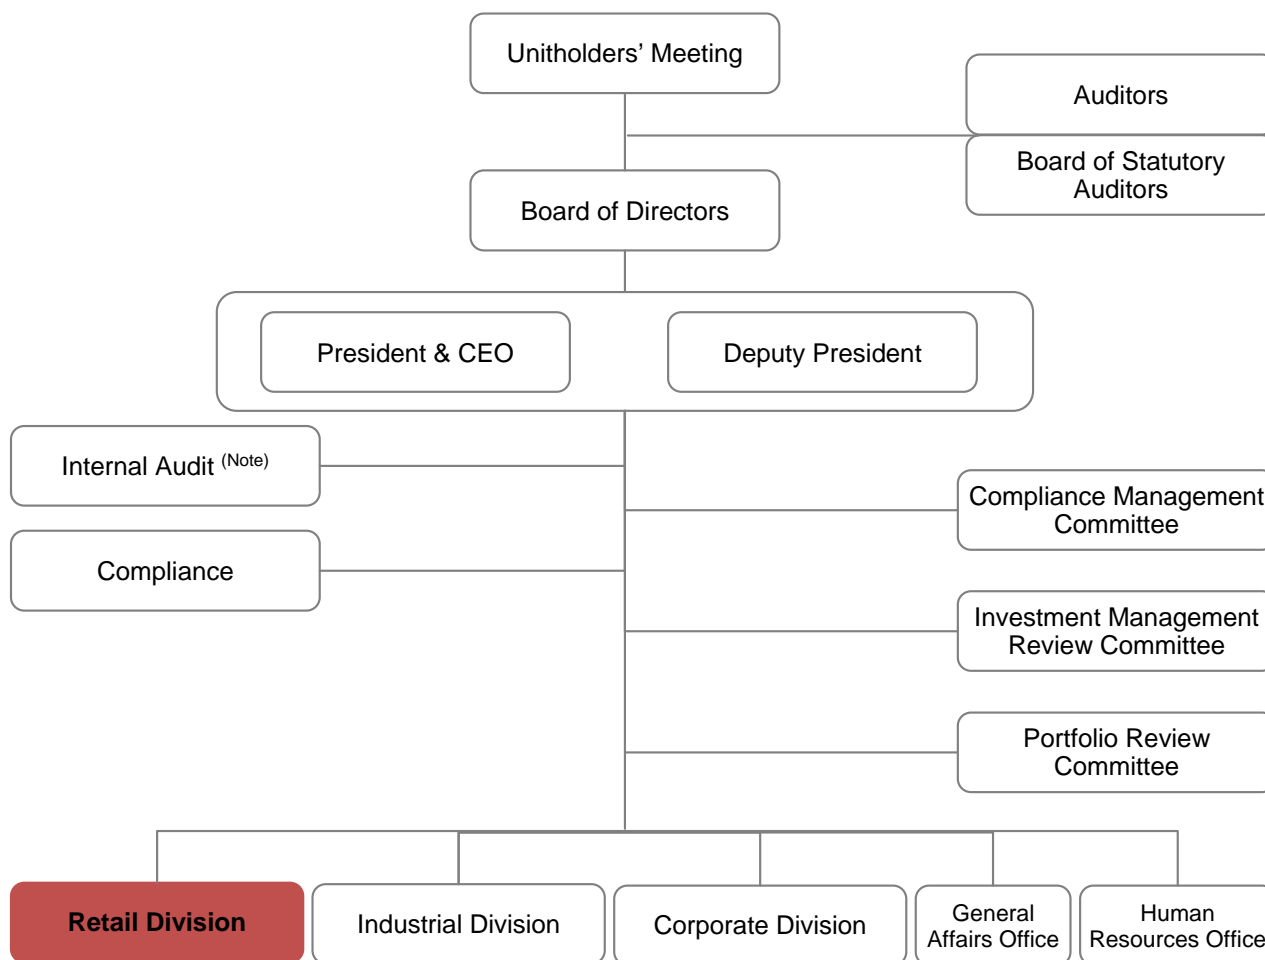 Unitholders’ Meeting
Auditors
Board of Statutory
Auditors
Board of Directors
President & CEO
Deputy President
Internal Audit (Note)
Compliance Management
Committee
Compliance
Investment Management
Review Committee
Portfolio Review
Committee
Retail Division
Industrial Division
Corporate Division
General
Affairs Office
Human
Resources Office